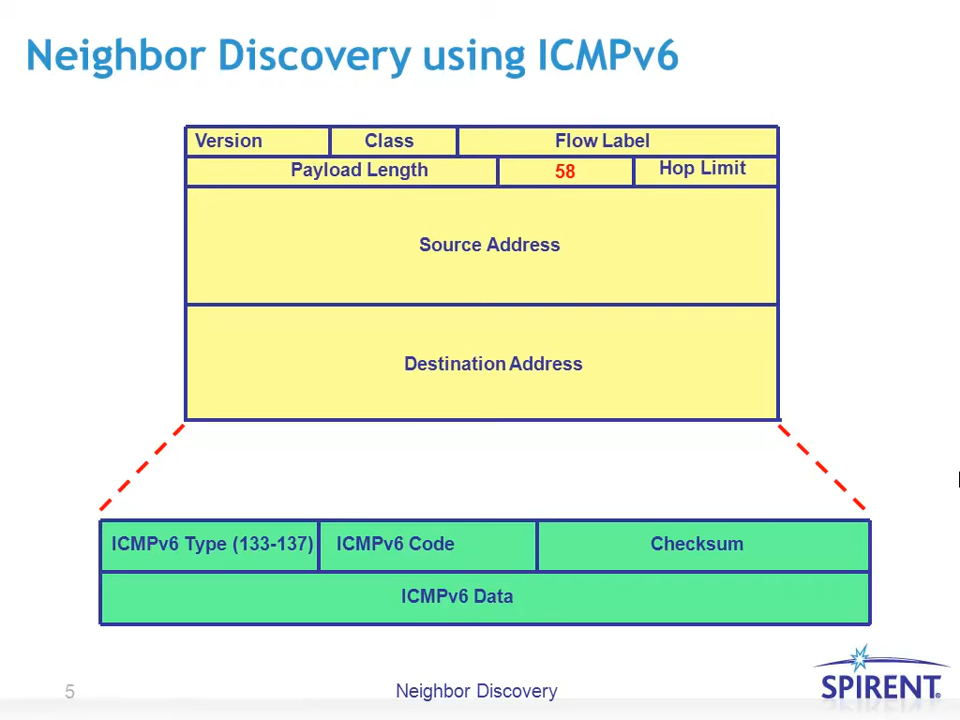 Neighbor Discovery using ICMPv6
Version Class Flow Label
Payload Length 58 Hop Limit
Source Address
Destination Address
ICMPv6 Type (133-137) ICMPv6 Code Checksum
ICMPv6 Data
5 Neighbor Discovery SPIRENT®